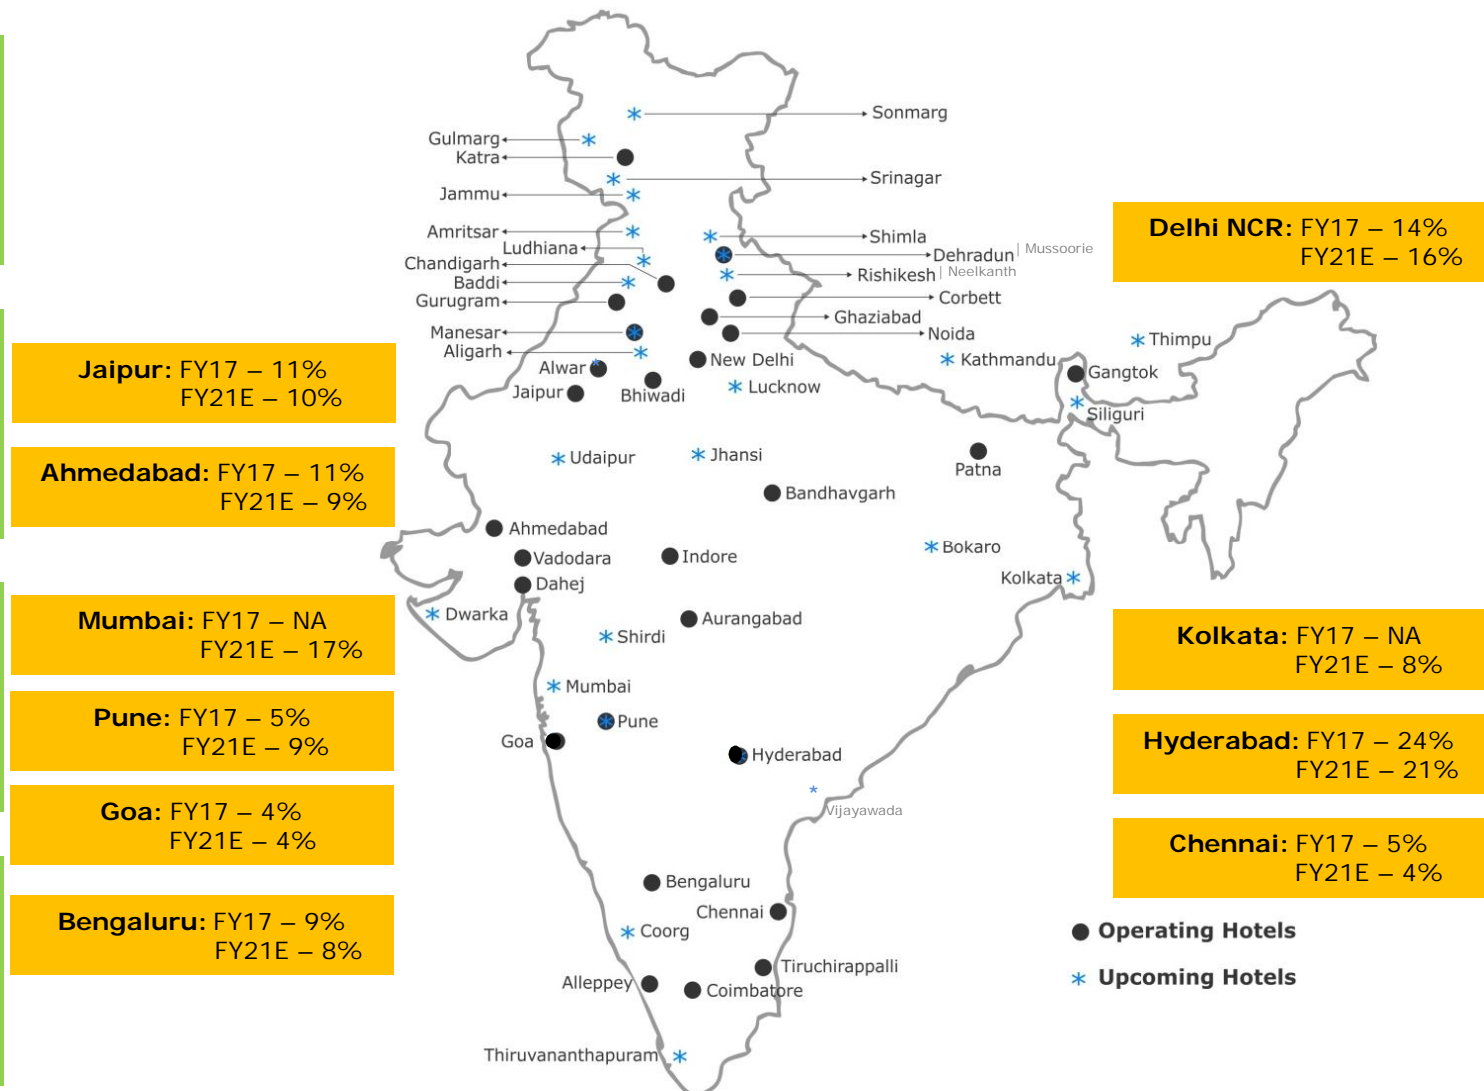 Sonmarg
Gulmarg
Katra
Srinagar
Jammu
Amritsar
Shimla
Ludhiana
Dehradun | Mussoorie
Chandigarh
Rishikesh | Neelkanth
Baddi
Gurugram
Corbett
Ghaziabad
Manesar
Noida
Aligarh
New Delhi
Kathmandu
Thimpu
Alwar
Gangtok
Jaipur
Bhiwadi
Lucknow
Siliguri
Udaipur
Jhansi
Patna
Bandhavgarh
Ahmedabad
Vadodara
Indore
Bokaro
Dahej
Kolkata
Dwarka
Aurangabad
Shirdi
Mumbai
Pune
Goa
Hyderabad
Vijayawada
Bengaluru
Chennai
Coorg
Tiruchirappalli
Alleppey
Coimbatore
Thiruvananthapuram
Delhi NCR: FY17 – 14%
FY21E – 16%
Jaipur: FY17 – 11%
FY21E – 10%
Ahmedabad: FY17 – 11%
FY21E – 9%
Mumbai: FY17 – NA
FY21E – 17%
Pune: FY17 – 5%
FY21E – 9%
Goa: FY17 – 4%
FY21E – 4%
Bengaluru: FY17 – 9%
FY21E – 8%
Kolkata: FY17 – NA
FY21E – 8%
Hyderabad: FY17 – 24%
FY21E – 21%
Chennai: FY17 – 5%
FY21E – 4%
Operating Hotels
Upcoming Hotels